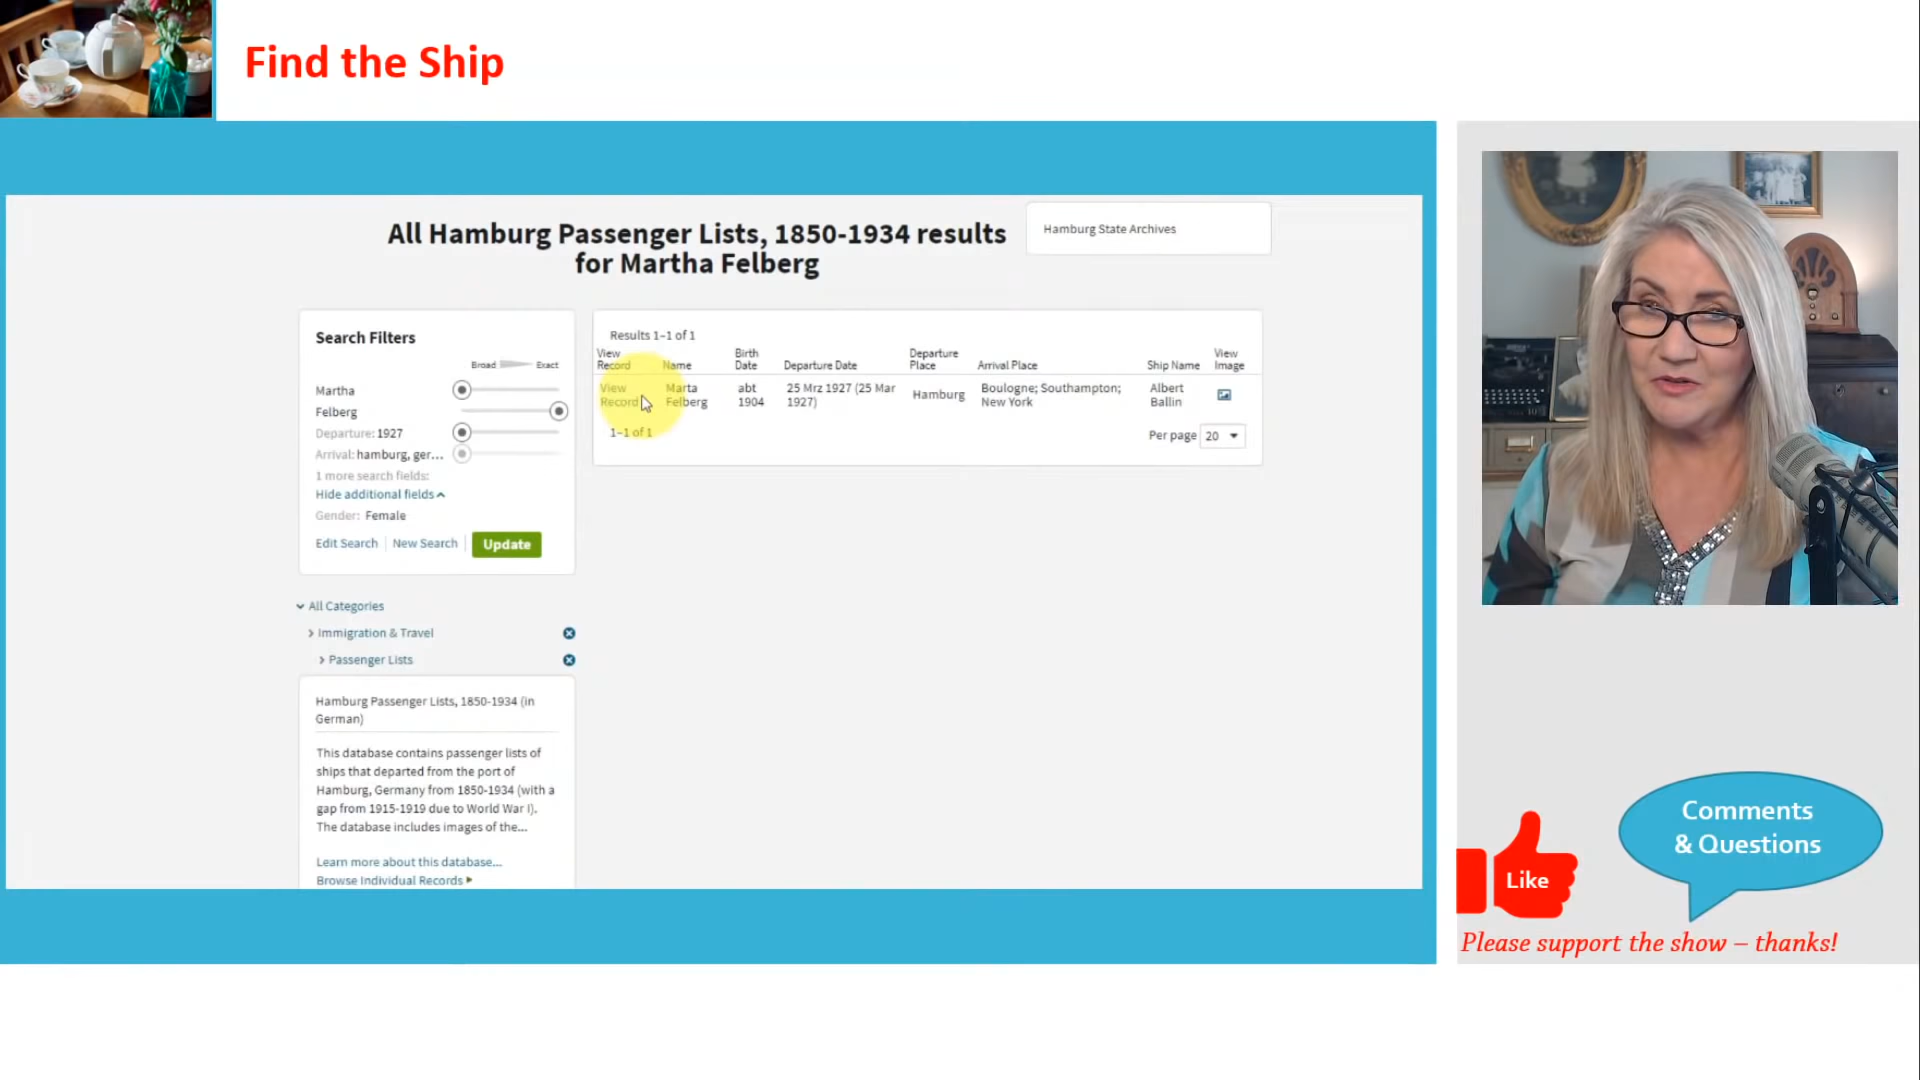 Find the Ship
All Hamburg Passenger Lists, 1850-1934 results
for Martha Felberg
Hamburg State Archives
Search Filters
Broad Exact
Martha
Felberg
Departure: 1927
Arrival: hamburg, ger...
1 more search fields:
Hide additional fields
Gender: Female
Edit Search New Search Update
All Categories
Immigration & Travel
Passenger Lists
Hamburg Passenger Lists, 1850-1934 (in
German)
This database contains passenger lists of
ships that departed from the port of
Hamburg, Germany from 1850-1934 (with a
gap from 1915-1919 due to World War I).
The database includes images of the...
Learn more about this database...
Browse Individual Records
Results 1–1 of 1
View Birth Departure View
Record Name Date Departure Date Place Arrival Place Ship Name Image
View Marta abt 25 Mrz 1927 (25 Mar Hamburg Boulogne; Southampton; Albert
Record Felberg 1904 1927) New York Ballin
1–1 of 1 Per page 20
Comments
& Questions
Like
Please support the show – thanks!